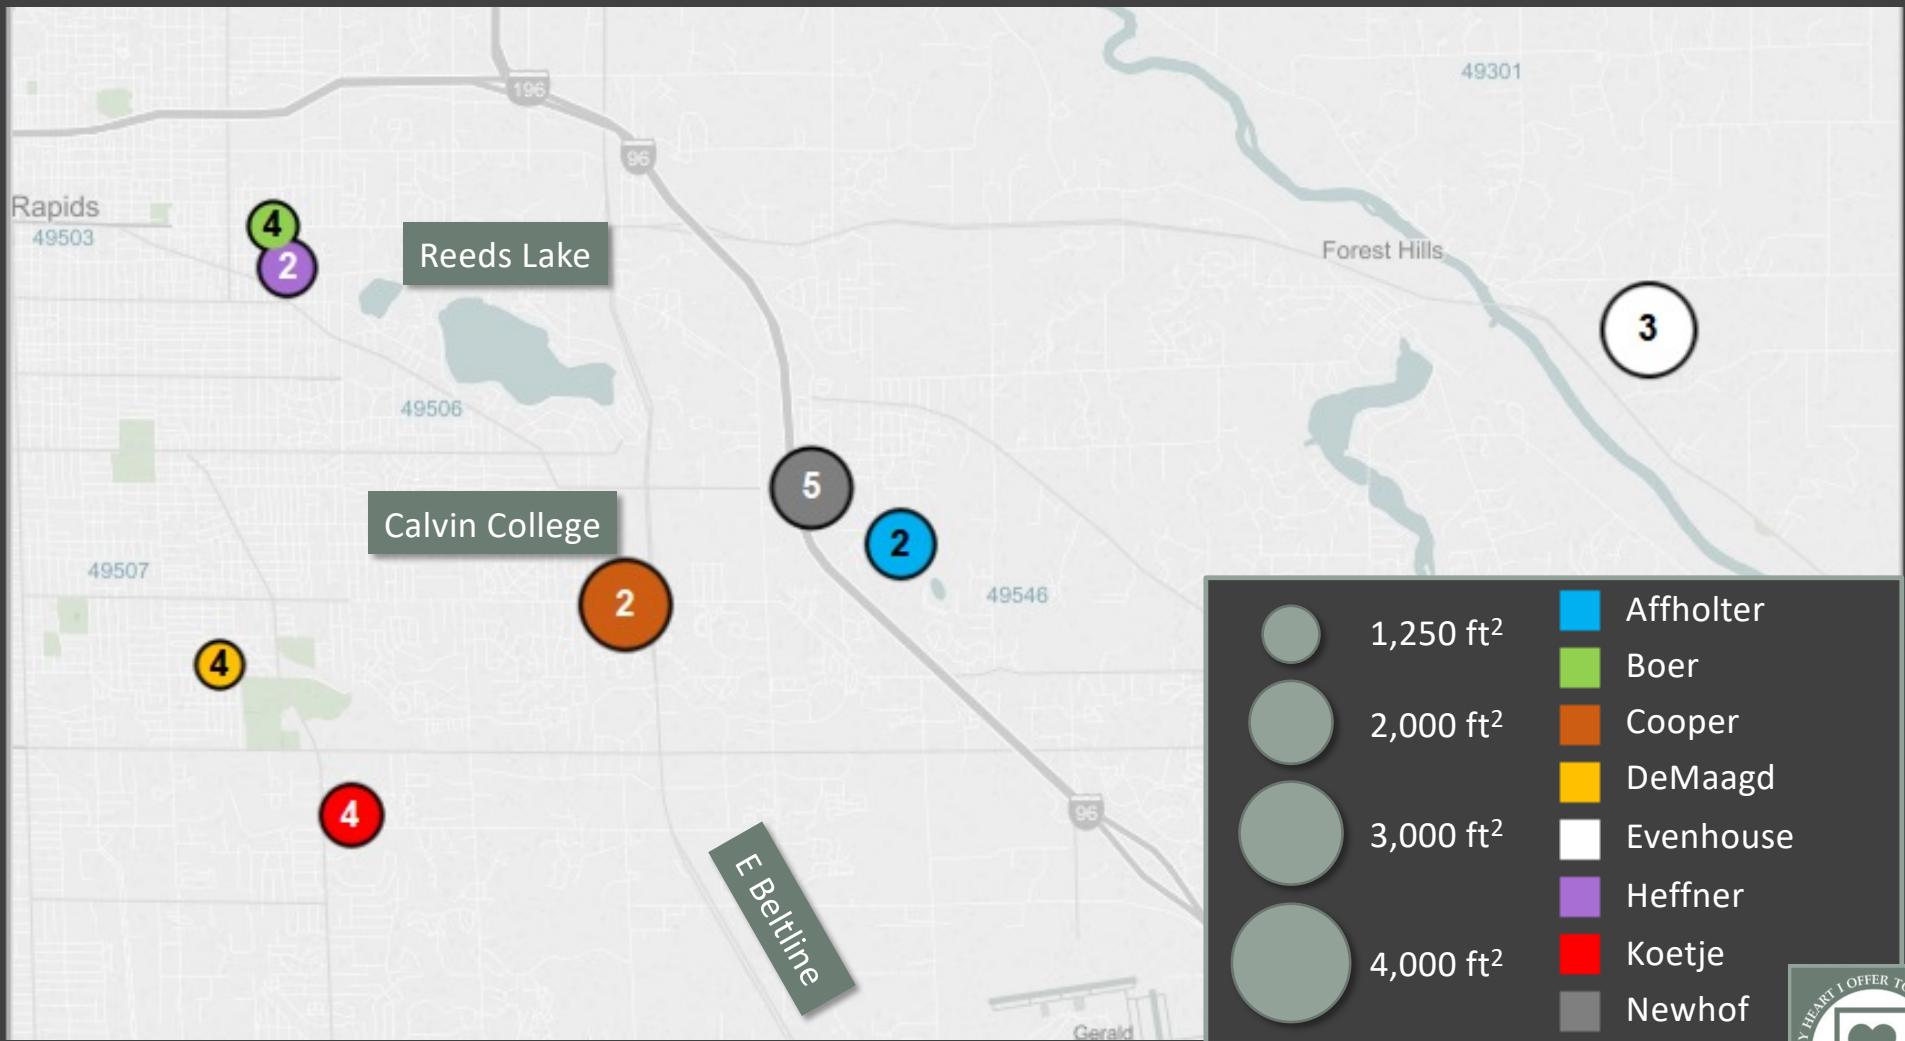 49301
196
96
Rapids
49503
4
2
Reeds Lake
Forest Hills
3
49506
5
Calvin College
2
49507
2
49546
4
4
96
E Beltline
Gerald
1,250 ft²
2,000 ft²
3,000 ft²
4,000 ft²
Affholter
Boer
Cooper
DeMaagd
Evenhouse
Heffner
Koetje
Newhof
HEART I OFFER